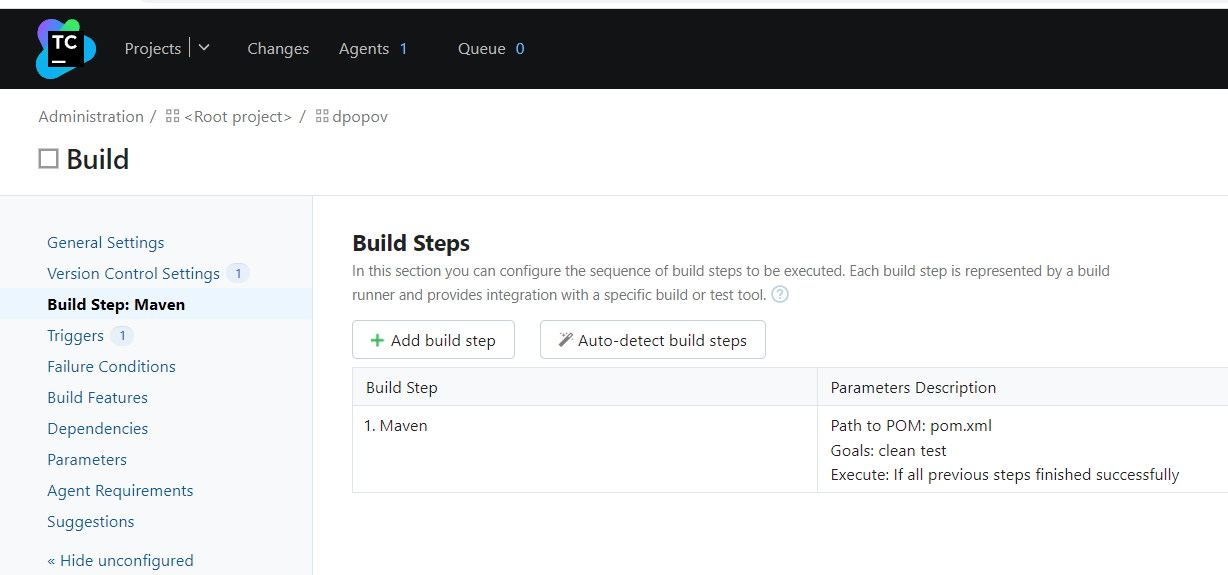 TC
Projects
Changes
Agents 1
Queue 0
Administration / <Root project> / dpopov
Build
General Settings
Version Control Settings 1
Build Step: Maven
Triggers 1
Failure Conditions
Build Features
Dependencies
Parameters
Agent Requirements
Suggestions
« Hide unconfigured
Build Steps
In this section you can configure the sequence of build steps to be executed. Each build step is represented by a build
runner and provides integration with a specific build or test tool. ?
+ Add build step
Auto-detect build steps
Build Step
Parameters Description
1. Maven
Path to POM: pom.xml
Goals: clean test
Execute: If all previous steps finished successfully